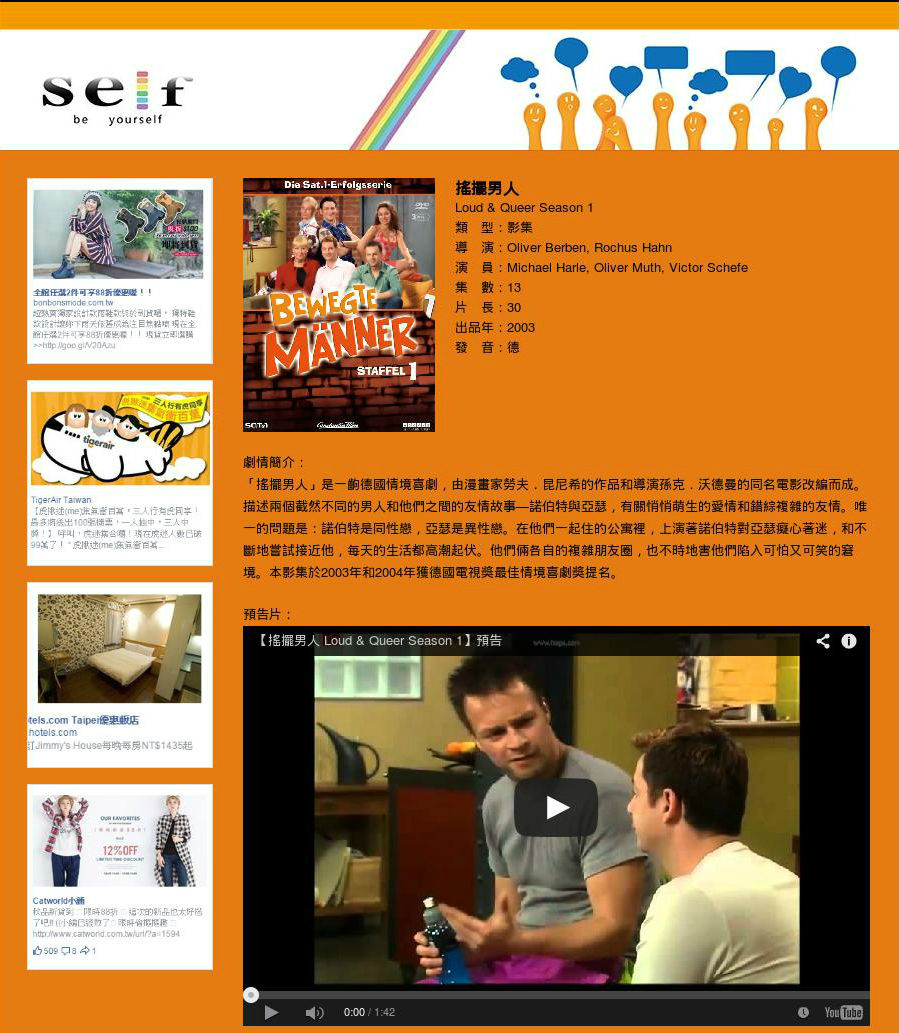 self
be yourself
全館任選2件可享88折優惠喔！！
bonbonsmode.com.tw
>>http://goo.gl/V20Azu
三人行有虎同享
tigerair
TigerAir Taiwan
otels.com Taipei優惠飯店
hotels.com
訂Jimmy's House每晚每房NT$1435起
OUR FAVORITES
12%OFF
LIMITED TIME DISCOUNT
Catworld小舖
http://www.catworld.com.tw/url/?a=1594
509 8 1
Die Sat.1-Erfolgsserie
BEWEGTE
MÄNNER
STAFFEL 1
搖擺男人
Loud & Queer Season 1
類　型：影集
導　演：Oliver Berben, Rochus Hahn
演　員：Michael Harle, Oliver Muth, Victor Schefe
集　數：13
片　長：30
出品年：2003
發　音：德
劇情簡介：
「搖擺男人」是一齣德國情境喜劇，由漫畫家勞夫．昆尼希的作品和導演孫克．沃德曼的同名電影改編而成。
描述兩個截然不同的男人和他們之間的友情故事—諾伯特與亞瑟，有關悄悄萌生的愛情和錯綜複雜的友情。唯
一的問題是：諾伯特是同性戀，亞瑟是異性戀。在他們一起住的公寓裡，上演著諾伯特對亞瑟癡心著迷，和不
斷地嘗試接近他，每天的生活都高潮起伏。他們倆各自的複雜朋友圈，也不時地害他們陷入可怕又可笑的窘
境。本影集於2003年和2004年獲德國電視獎最佳情境喜劇獎提名。
預告片：
【搖擺男人 Loud & Queer Season 1】預告
0:00 / 1:42
YouTube